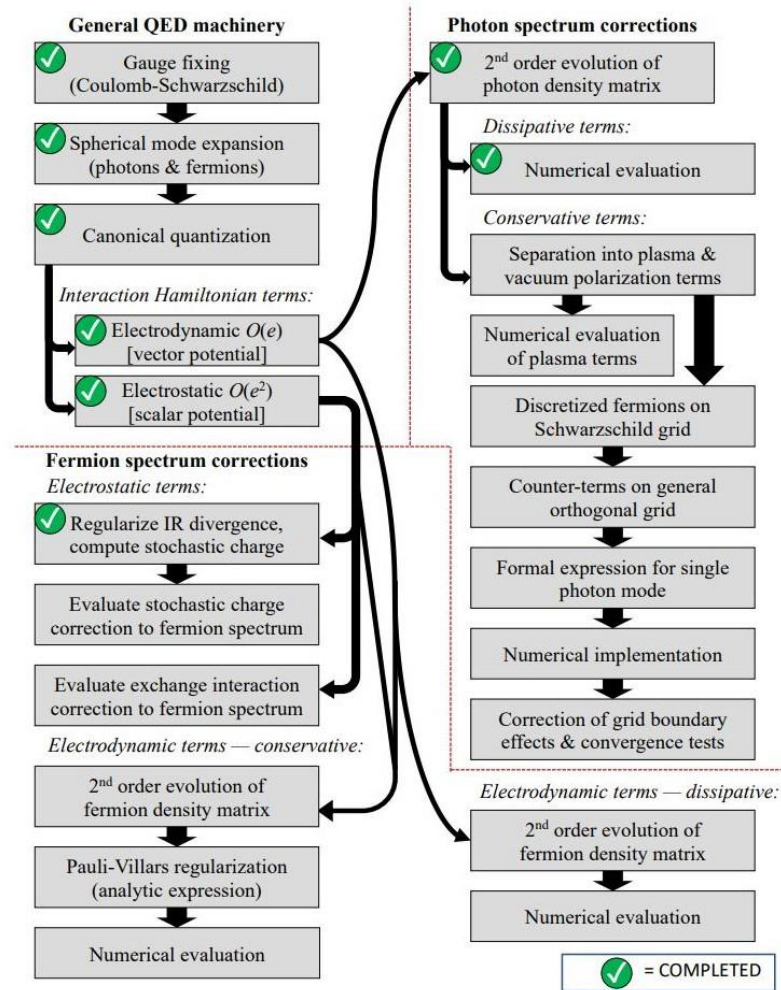 General QED machinery
Gauge fixing
(Coulomb-Schwarzschild)
Spherical mode expansion
(photons & fermions)
Canonical quantization
Interaction Hamiltonian terms:
Electrodynamic O(e)
[vector potential]
Electrostatic O(e²)
[scalar potential]
Photon spectrum corrections
2nd order evolution of
photon density matrix
Dissipative terms:
Numerical evaluation
Conservative terms:
Separation into plasma &
vacuum polarization terms
Numerical evaluation
of plasma terms
Discretized fermions on
Schwarzschild grid
Counter-terms on general
orthogonal grid
Formal expression for single
photon mode
Numerical implementation
Correction of grid boundary
effects & convergence tests
Fermion spectrum corrections
Electrostatic terms:
Regularize IR divergence,
compute stochastic charge
Evaluate stochastic charge
correction to fermion spectrum
Evaluate exchange interaction
correction to fermion spectrum
Electrodynamic terms — conservative:
2nd order evolution of
fermion density matrix
Pauli-Villars regularization
(analytic expression)
Numerical evaluation
Electrodynamic terms — dissipative:
2nd order evolution of
fermion density matrix
Numerical evaluation
= COMPLETED